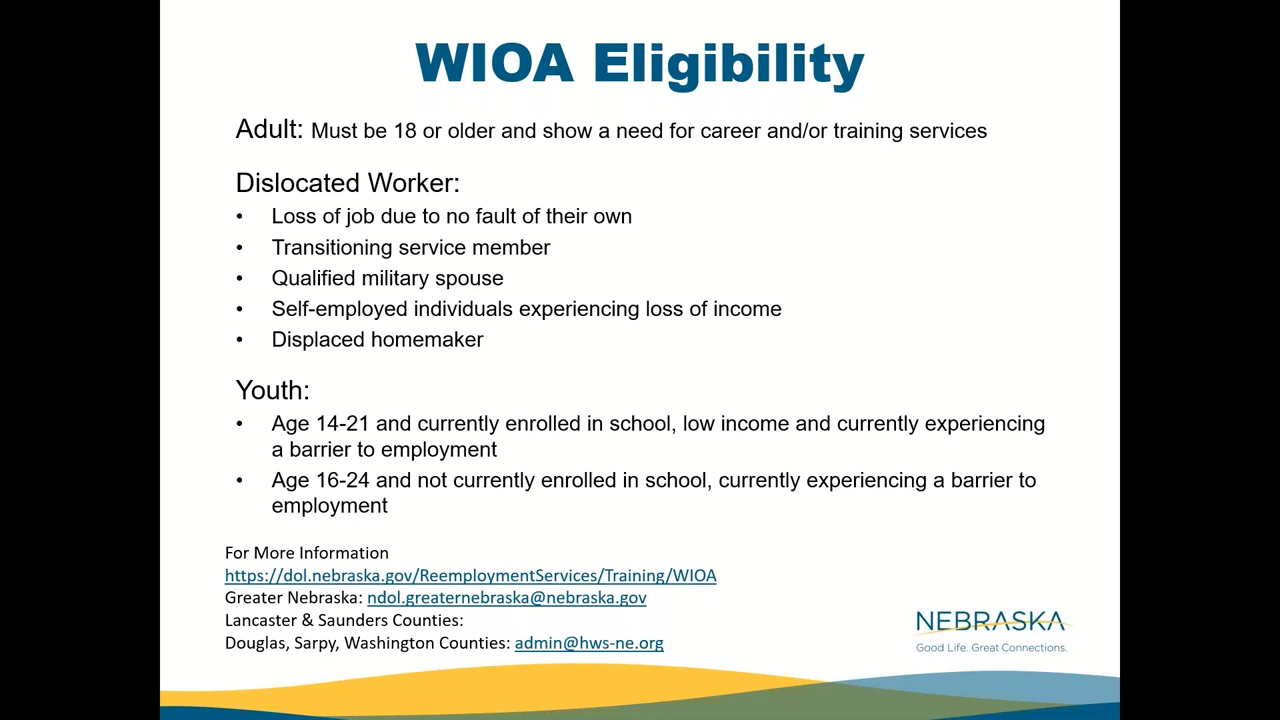 WIOA Eligibility
Adult: Must be 18 or older and show a need for career and/or training services
Dislocated Worker:
• Loss of job due to no fault of their own
• Transitioning service member
• Qualified military spouse
• Self-employed individuals experiencing loss of income
• Displaced homemaker
Youth:
• Age 14-21 and currently enrolled in school, low income and currently experiencing
a barrier to employment
• Age 16-24 and not currently enrolled in school, currently experiencing a barrier to
employment
For More Information
https://dol.nebraska.gov/ReemploymentServices/Training/WIOA
Greater Nebraska: ndol.greaternebraska@nebraska.gov
Lancaster & Saunders Counties:
Douglas, Sarpy, Washington Counties: admin@hws-ne.org
NEBRASKA
Good Life. Great Connections.